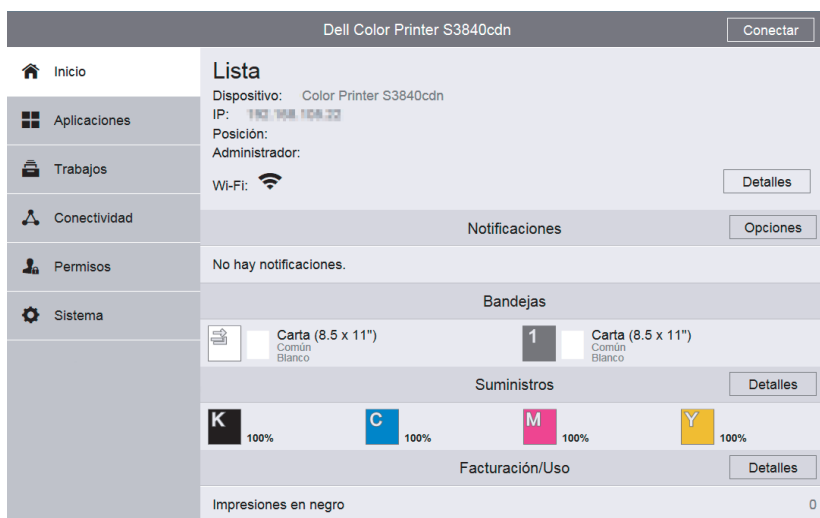 Dell Color Printer S3840cdn
Conectar
Inicio
Aplicaciones
Trabajos
Conectividad
Permisos
Sistema
Lista
Dispositivo: Color Printer S3840cdn
IP:
Posición:
Administrador:
Wi-Fi:
Detalles
Notificaciones
Opciones
No hay notificaciones.
Bandejas
Carta (8.5 x 11")
Común
Blanco
1
Carta (8.5 x 11")
Común
Blanco
Suministros
Detalles
K 100%
C 100%
M 100%
Y 100%
Facturación/Uso
Detalles
Impresiones en negro 0